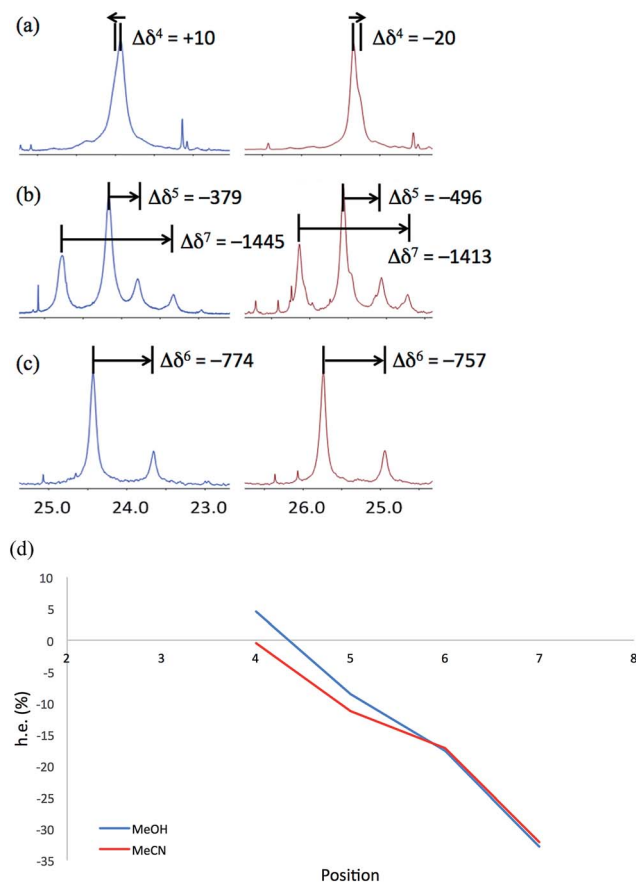 (a)
Δδ⁴ = +10
Δδ⁴ = –20
(b)
Δδ⁵ = –379
Δδ⁷ = –1445
Δδ⁵ = –496
Δδ⁷ = –1413
(c)
Δδ⁶ = –774
Δδ⁶ = –757
25.0 24.0 23.0
26.0 25.0
(d)
10
5
0
-5
-10
-15
-20
-25
-30
-35
2 3 4 5 6 7 8
h.e. (%)
MeOH
MeCN
Position